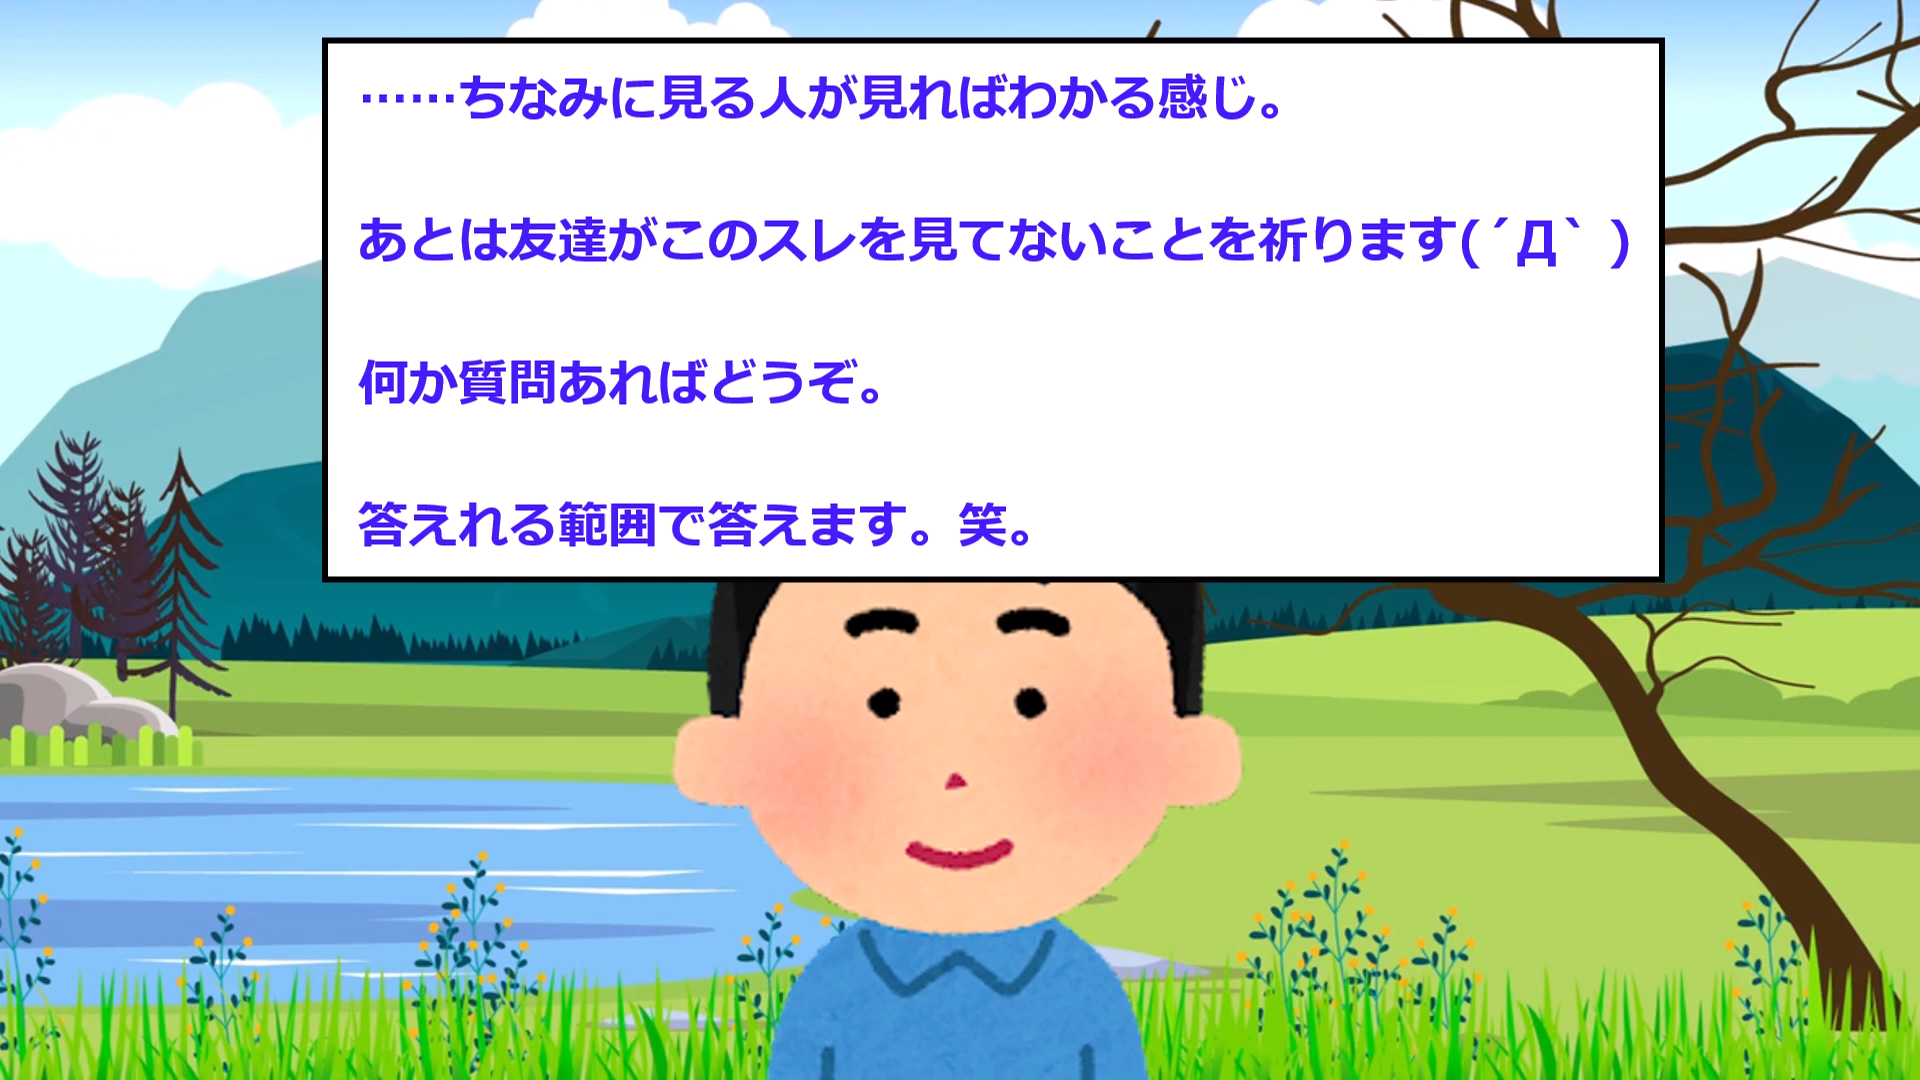 ……ちなみに見る人が見ればわかる感じ。
あとは友達がこのスレを見てないことを祈ります(´Д` )
何か質問あればどうぞ。
答えれる範囲で答えます。笑。